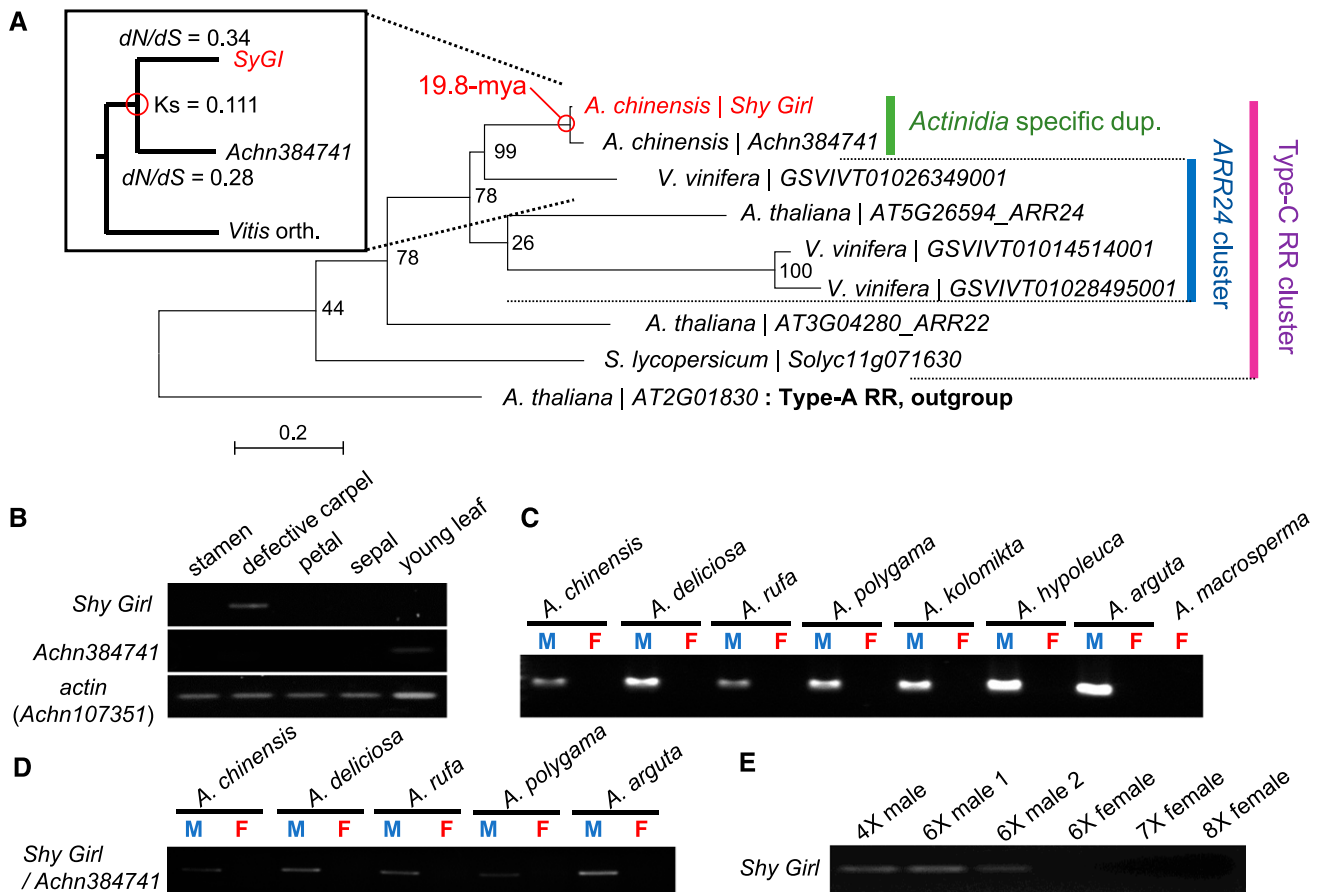 A
dN/dS = 0.34
SyGI
Ks = 0.111
Achn384741
dN/dS = 0.28
Vitis orth.
19.8-mya
A. chinensis | Shy Girl
A. chinensis | Achn384741
Actinidia specific dup.
99
V. vinifera | GSVIVT01026349001
78
A. thaliana | AT5G26594_ARR24
26
V. vinifera | GSVIVT01014514001
100
V. vinifera | GSVIVT01028495001
78
ARR24 cluster
Type-C RR cluster
44
A. thaliana | AT3G04280_ARR22
S. lycopersicum | Solyc11g071630
A. thaliana | AT2G01830 : Type-A RR, outgroup
0.2
B
stamen
defective carpel
petal
sepal
young leaf
Shy Girl
Achn384741
actin
(Achn107351)
C
A. chinensis
A. deliciosa
A. rufa
A. polygama
A. kolomikta
A. hypoleuca
A. arguta
A. macrosperma
M F M F M F M F M F M F M F F
D
A. chinensis
A. deliciosa
A. rufa
A. polygama
A. arguta
M F M F M F M F M F
Shy Girl
/ Achn384741
E
4X male
6X male 1
6X male 2
6X female
7X female
8X female
Shy Girl